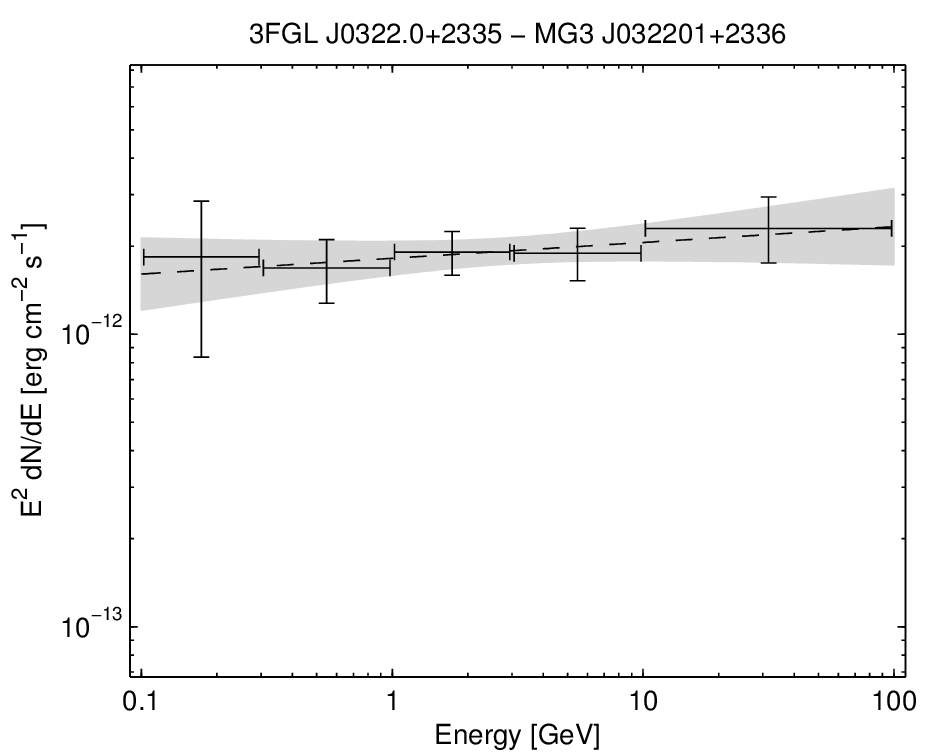 3FGL J0322.0+2335 − MG3 J032201+2336
E² dN/dE [erg cm⁻² s⁻¹]
10⁻¹²
10⁻¹³
0.1 1 10 100
Energy [GeV]